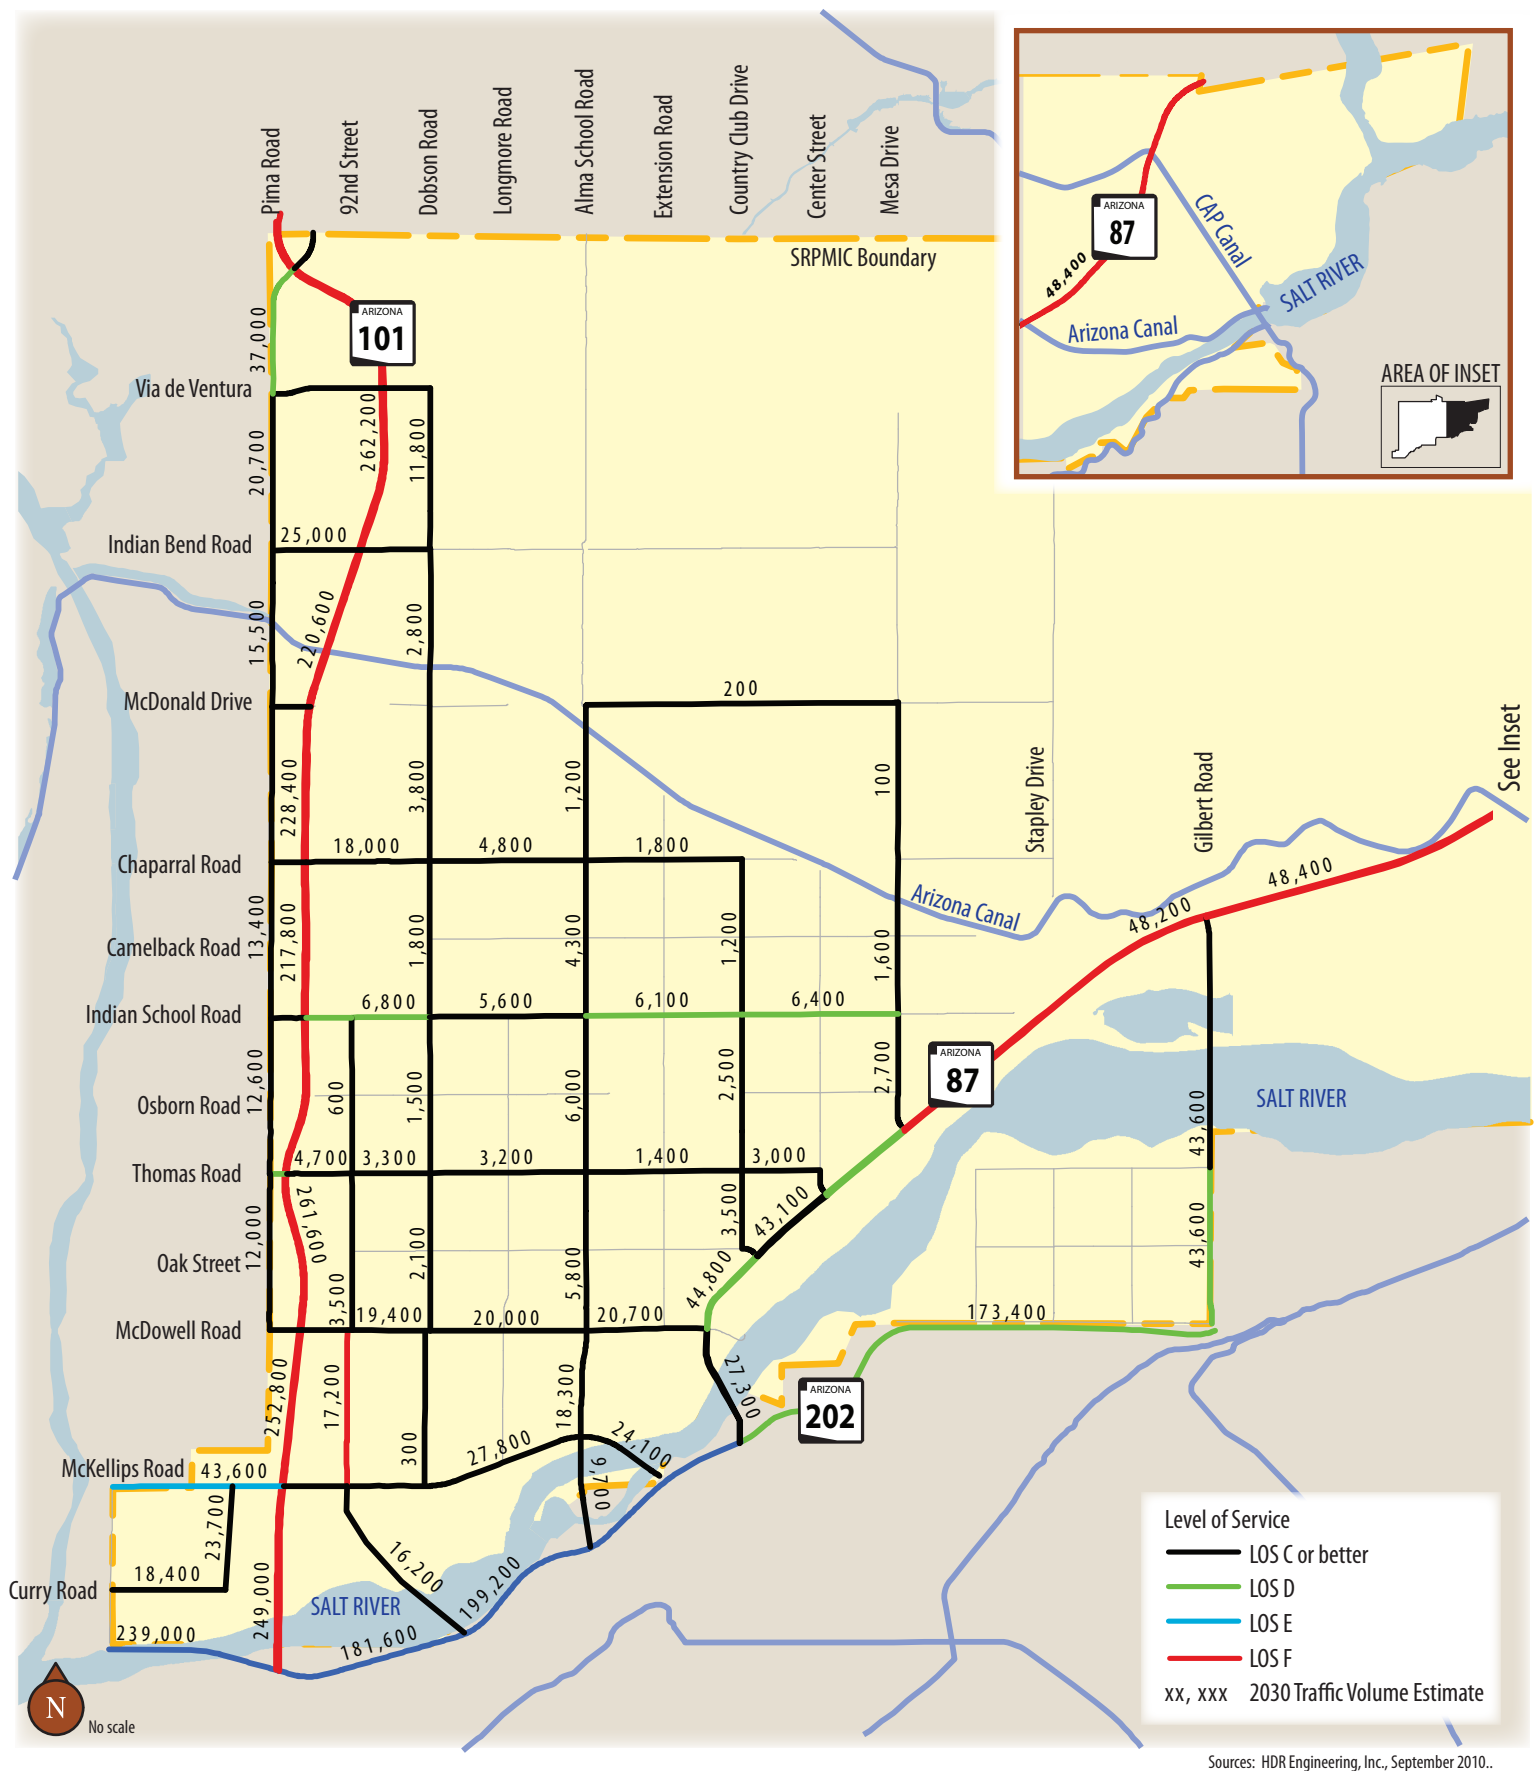 Pima Road
92nd Street
Dobson Road
Longmore Road
Alma School Road
Extension Road
Country Club Drive
Center Street
Mesa Drive
SRPMIC Boundary
ARIZONA
87
48,400
CAP Canal
SALT RIVER
Arizona Canal
AREA OF INSET
37,000
ARIZONA
101
Via de Ventura
262,200
11,800
20,700
Indian Bend Road
25,000
15,500
220,600
2,800
McDonald Drive
200
228,400
3,800
1,200
100
Stapley Drive
Gilbert Road
See Inset
Chaparral Road
18,000
4,800
1,800
48,400
48,200
Arizona Canal
13,400
217,800
1,800
4,300
1,200
1,600
Camelback Road
Indian School Road
6,800
5,600
6,100
6,400
12,600
600
1,500
6,000
2,500
2,700
ARIZONA
87
SALT RIVER
43,600
Osborn Road
Thomas Road
4,700
3,300
3,200
1,400
3,000
12,000
261,600
3,500
2,100
5,800
3,500
43,100
44,800
43,600
Oak Street
McDowell Road
19,400
20,000
20,700
173,400
252,800
17,200
300
18,300
27,300
ARIZONA
202
27,800
24,100
9,700
McKellips Road
43,600
23,700
18,400
Curry Road
16,200
199,200
SALT RIVER
249,000
239,000
181,600
N
No scale
Level of Service
LOS C or better
LOS D
LOS E
LOS F
xx, xxx 2030 Traffic Volume Estimate
Sources: HDR Engineering, Inc., September 2010..